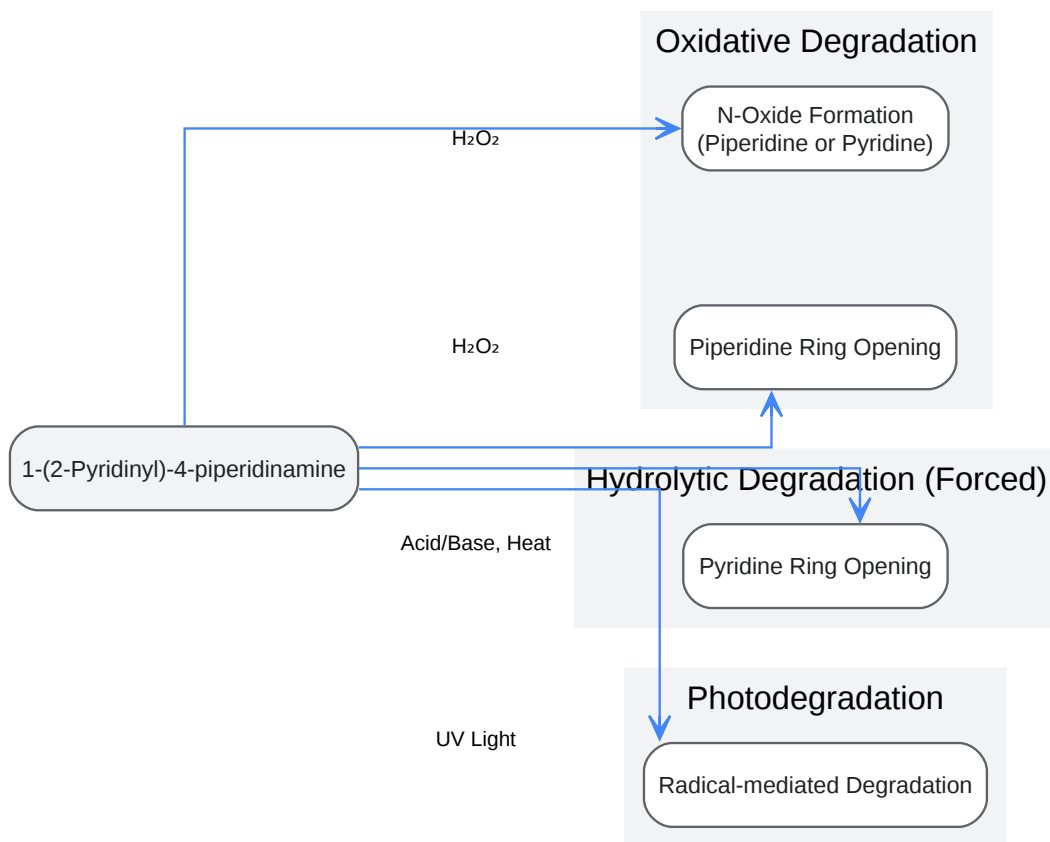 Oxidative Degradation
N-Oxide Formation
(Piperidine or Pyridine)
H₂O₂
H₂O₂
Piperidine Ring Opening
1-(2-Pyridinyl)-4-piperidinamine
Hydrolytic Degradation (Forced)
Acid/Base, Heat
Pyridine Ring Opening
Photodegradation
UV Light
Radical-mediated Degradation